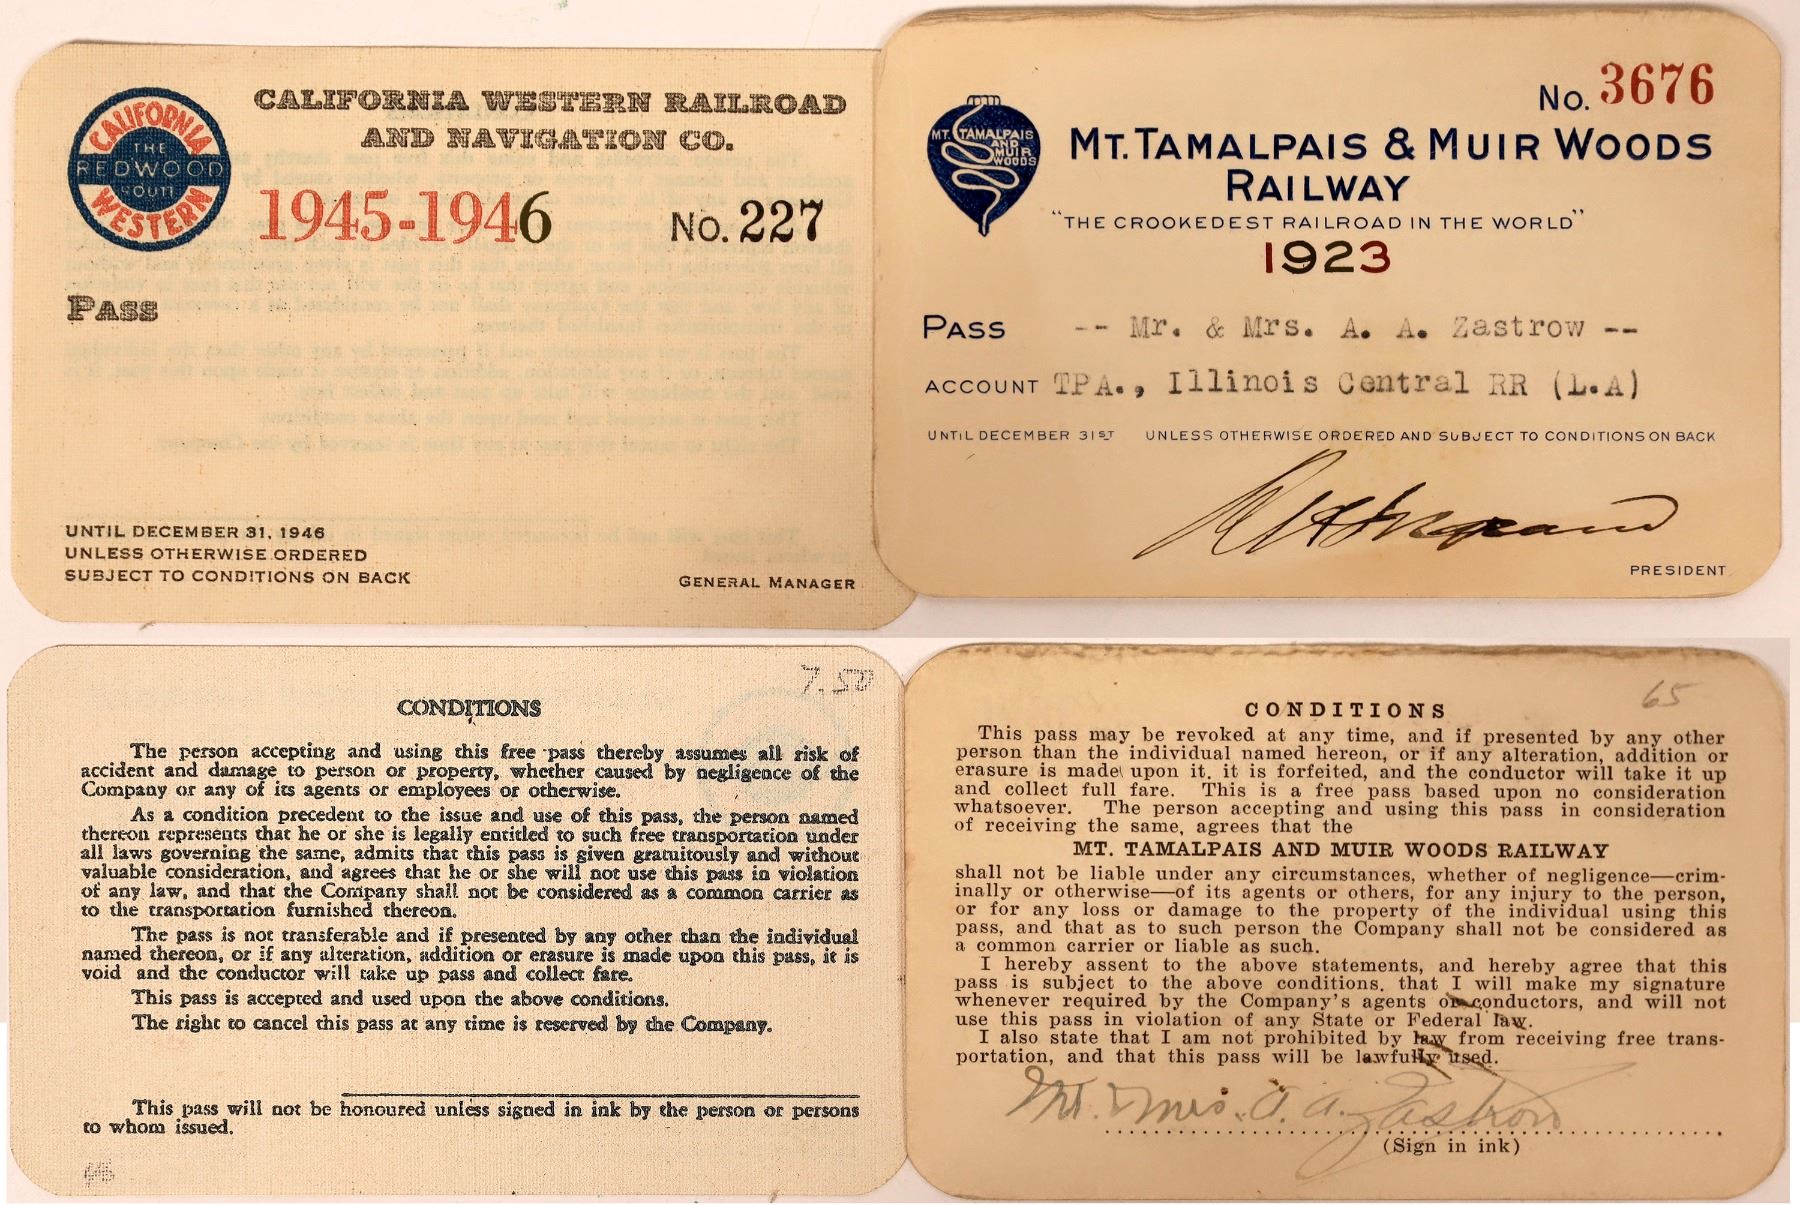 CALIFORNIA
THE
REDWOOD
ROUTE
WESTERN
CALIFORNIA WESTERN RAILROAD
AND NAVIGATION CO.
1945-1946 No. 227
PASS
UNTIL DECEMBER 31, 1946
UNLESS OTHERWISE ORDERED
SUBJECT TO CONDITIONS ON BACK
GENERAL MANAGER
No. 3676
MT. TAMALPAIS
AND
MUIR
WOODS
MT. TAMALPAIS & MUIR WOODS
RAILWAY
"THE CROOKEDEST RAILROAD IN THE WORLD"
1923
PASS -- Mr. & Mrs. A. A. Zastrow --
ACCOUNT TPA., Illinois Central RR (L.A)
UNTIL DECEMBER 31ST UNLESS OTHERWISE ORDERED AND SUBJECT TO CONDITIONS ON BACK
PRESIDENT
7.50
CONDITIONS
The person accepting and using this free pass thereby assumes all risk of
accident and damage to person or property, whether caused by negligence of the
Company or any of its agents or employees or otherwise.
As a condition precedent to the issue and use of this pass, the person named
thereon represents that he or she is legally entitled to such free transportation under
all laws governing the same, admits that this pass is given gratuitously and without
valuable consideration, and agrees that he or she will not use this pass in violation
of any law, and that the Company shall not be considered as a common carrier as
to the transportation furnished thereon.
The pass is not transferable and if presented by any other than the individual
named thereon, or if any alteration, addition or erasure is made upon this pass, it is
void and the conductor will take up pass and collect fare.
This pass is accepted and used upon the above conditions.
The right to cancel this pass at any time is reserved by the Company.
This pass will not be honoured unless signed in ink by the person or persons
to whom issued.
65
CONDITIONS
This pass may be revoked at any time, and if presented by any other
person than the individual named hereon, or if any alteration, addition or
erasure is made upon it, it is forfeited, and the conductor will take it up
and collect full fare. This is a free pass based upon no consideration
whatsoever. The person accepting and using this pass in consideration
of receiving the same, agrees that the
MT. TAMALPAIS AND MUIR WOODS RAILWAY
shall not be liable under any circumstances, whether of negligence—crim-
inally or otherwise—of its agents or others, for any injury to the person,
or for any loss or damage to the property of the individual using this
pass, and that as to such person the Company shall not be considered as
a common carrier or liable as such.
I hereby assent to the above statements, and hereby agree that this
pass is subject to the above conditions, that I will make my signature
whenever required by the Company's agents or conductors, and will not
use this pass in violation of any State or Federal law.
I also state that I am not prohibited by law from receiving free trans-
portation, and that this pass will be lawfully used.
Mr. & Mrs. A. A. Zastrow
(Sign in ink)